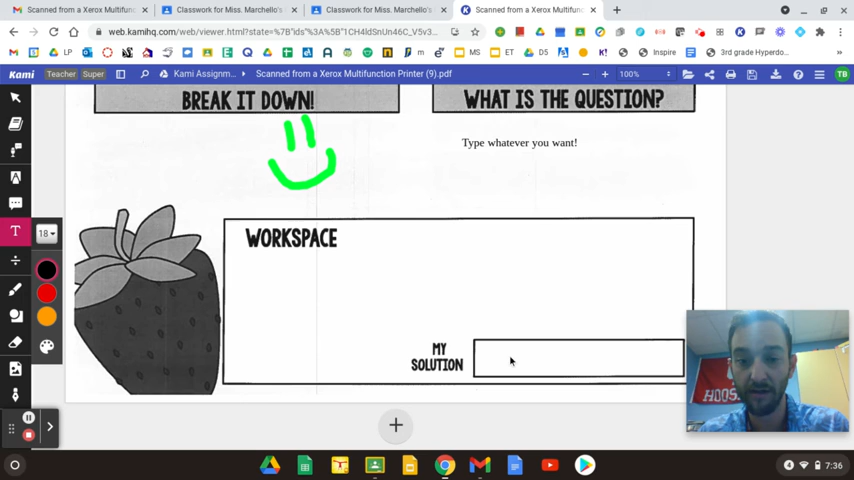 Scanned from a Xerox Multifunct
Classwork for Miss. Marchello's
Classwork for Miss. Marchello's
Scanned from a Xerox Multifunct
web.kamihq.com/web/viewer.html?state=%7B"ids"%3A%5B"1CH4ldSnUn46C_V5v3...
LP
MS
ET
D5
K!
Inspire
3rd grade Hyperdo...
Kami
Teacher
Super
Kami Assignm...
Scanned from a Xerox Multifunction Printer (9).pdf
100%
TB
BREAK IT DOWN!
WHAT IS THE QUESTION?
Type whatever you want!
18
WORKSPACE
MY
SOLUTION
HOOS
4
7:36